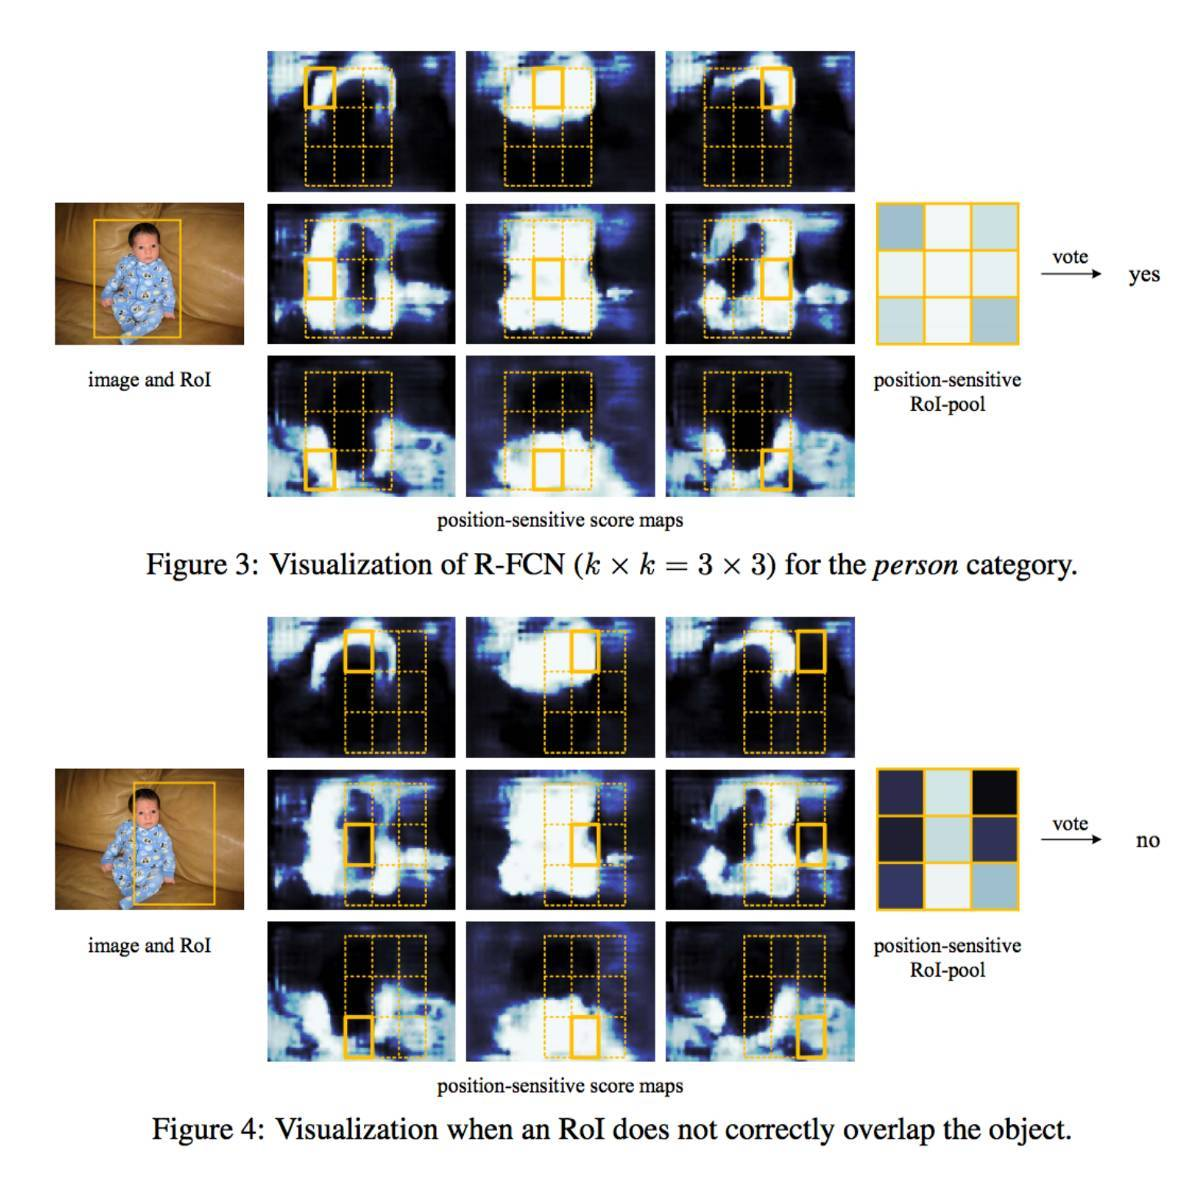 vote
yes
image and RoI
position-sensitive
RoI-pool
position-sensitive score maps
Figure 3: Visualization of R-FCN (k × k = 3 × 3) for the person category.
vote
no
image and RoI
position-sensitive
RoI-pool
position-sensitive score maps
Figure 4: Visualization when an RoI does not correctly overlap the object.